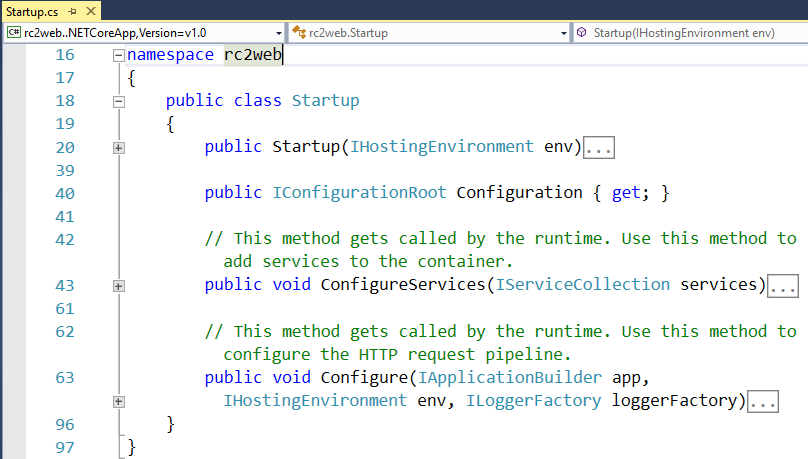 Startup.cs
rc2web..NETCoreApp,Version=v1.0 rc2web.Startup Startup(IHostingEnvironment env)
16 namespace rc2web
17 {
18 public class Startup
19 {
20 public Startup(IHostingEnvironment env)...
39
40 public IConfigurationRoot Configuration { get; }
41
42 // This method gets called by the runtime. Use this method to
add services to the container.
43 public void ConfigureServices(IServiceCollection services)...
61
62 // This method gets called by the runtime. Use this method to
configure the HTTP request pipeline.
63 public void Configure(IApplicationBuilder app,
IHostingEnvironment env, ILoggerFactory loggerFactory)...
96 }
97 }